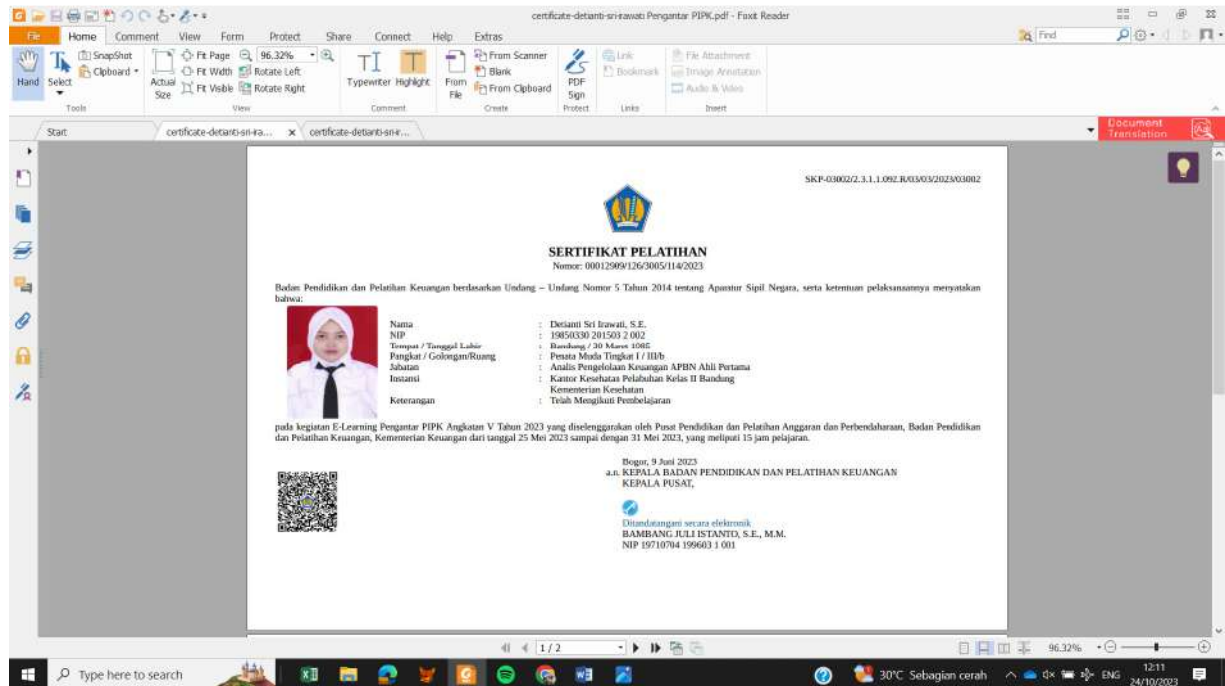 certificate-detianti-sri-irawati Pengantar PIPK.pdf - Foxit Reader
File Home Comment View Form Protect Share Connect Help Extras
Find
Hand
Select
SnapShot
Clipboard
Actual Size
Fit Page
Fit Width
Fit Visible
96.32%
Rotate Left
Rotate Right
Typewriter
Highlight
From File
From Scanner
Blank
From Clipboard
PDF Sign
Link
Bookmark
File Attachment
Image Annotation
Audio & Video
Tools View Comment Create Protect Links Insert
Start
certificate-detianti-sri-ira...
certificate-detianti-sri-ir...
Document Translation
SKP-03002/2.3.1.1.092.R/03/03/2023/03002
SERTIFIKAT PELATIHAN
Nomor: 00012909/126/3005/114/2023
Badan Pendidikan dan Pelatihan Keuangan berdasarkan Undang – Undang Nomor 5 Tahun 2014 tentang Aparatur Sipil Negara, serta ketentuan pelaksanaannya menyatakan
bahwa:
Nama : Detianti Sri Irawati, S.E.
NIP : 19850330 201503 2 002
Tempat / Tanggal Lahir : Bandung / 30 Maret 1985
Pangkat / Golongan/Ruang : Penata Muda Tingkat I / III/b
Jabatan : Analis Pengelolaan Keuangan APBN Ahli Pertama
Instansi : Kantor Kesehatan Pelabuhan Kelas II Bandung
Kementerian Kesehatan
Keterangan : Telah Mengikuti Pembelajaran
pada kegiatan E-Learning Pengantar PIPK Angkatan V Tahun 2023 yang diselenggarakan oleh Pusat Pendidikan dan Pelatihan Anggaran dan Perbendaharaan, Badan Pendidikan
dan Pelatihan Keuangan, Kementerian Keuangan dari tanggal 25 Mei 2023 sampai dengan 31 Mei 2023, yang meliputi 15 jam pelajaran.
Bogor, 9 Juni 2023
a.n. KEPALA BADAN PENDIDIKAN DAN PELATIHAN KEUANGAN
KEPALA PUSAT,
Ditandatangani secara elektronik
BAMBANG JULI ISTANTO, S.E., M.M.
NIP 19710704 199603 1 001
1 / 2
96.32%
Type here to search
30°C Sebagian cerah
ENG
12:11
24/10/2023